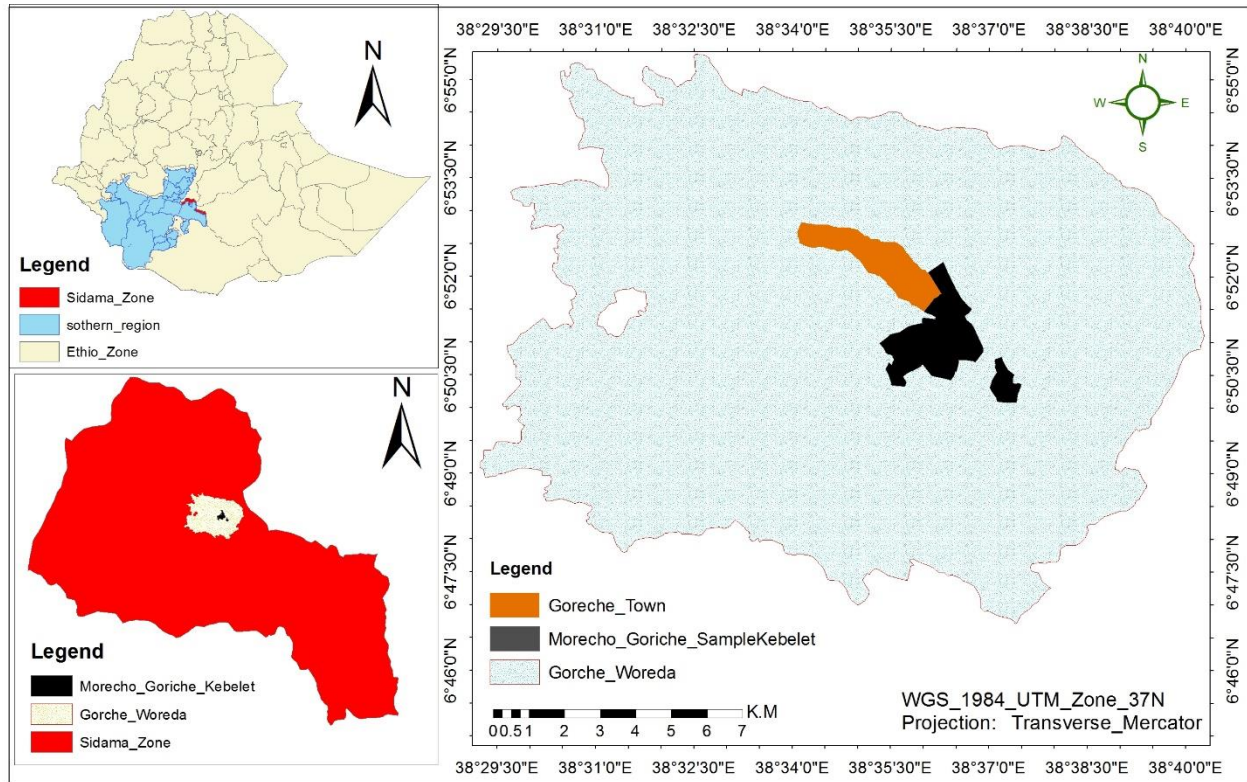 N
Legend
Sidama_Zone
sothern_region
Ethio_Zone
N
Legend
Morecho_Goriche_Kebelet
Gorche_Woreda
Sidama_Zone
38°29'30"E 38°31'0"E 38°32'30"E 38°34'0"E 38°35'30"E 38°37'0"E 38°38'30"E 38°40'0"E
6°55'0"N 6°55'0"N
6°53'30"N 6°53'30"N
6°52'0"N 6°52'0"N
6°50'30"N 6°50'30"N
6°49'0"N 6°49'0"N
6°47'30"N 6°47'30"N
6°46'0"N 6°46'0"N
N
W E
S
Legend
Goreche_Town
Morecho_Goriche_SampleKebelet
Gorche_Woreda
K.M
00.51 2 3 4 5 6 7
WGS_1984_UTM_Zone_37N
Projection: Transverse_Mercator
38°29'30"E 38°31'0"E 38°32'30"E 38°34'0"E 38°35'30"E 38°37'0"E 38°38'30"E 38°40'0"E